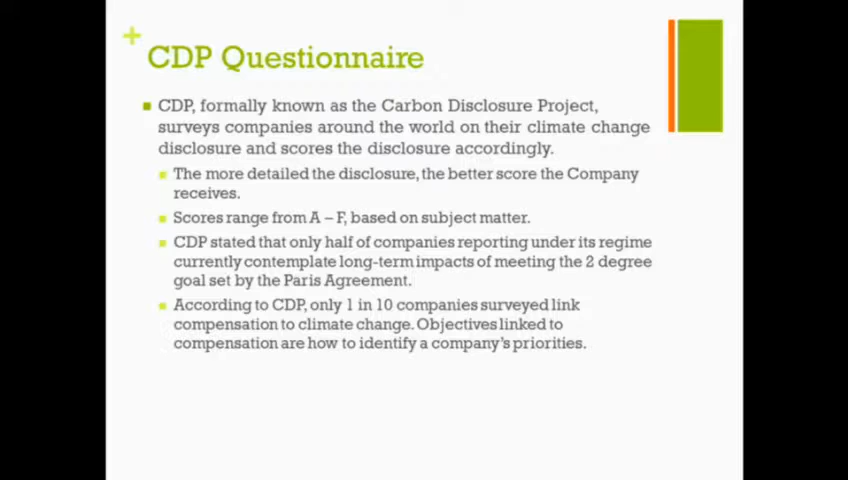 +
CDP Questionnaire
CDP, formally known as the Carbon Disclosure Project,
surveys companies around the world on their climate change
disclosure and scores the disclosure accordingly.
The more detailed the disclosure, the better score the Company
receives.
Scores range from A – F, based on subject matter.
CDP stated that only half of companies reporting under its regime
currently contemplate long-term impacts of meeting the 2 degree
goal set by the Paris Agreement.
According to CDP, only 1 in 10 companies surveyed link
compensation to climate change. Objectives linked to
compensation are how to identify a company's priorities.